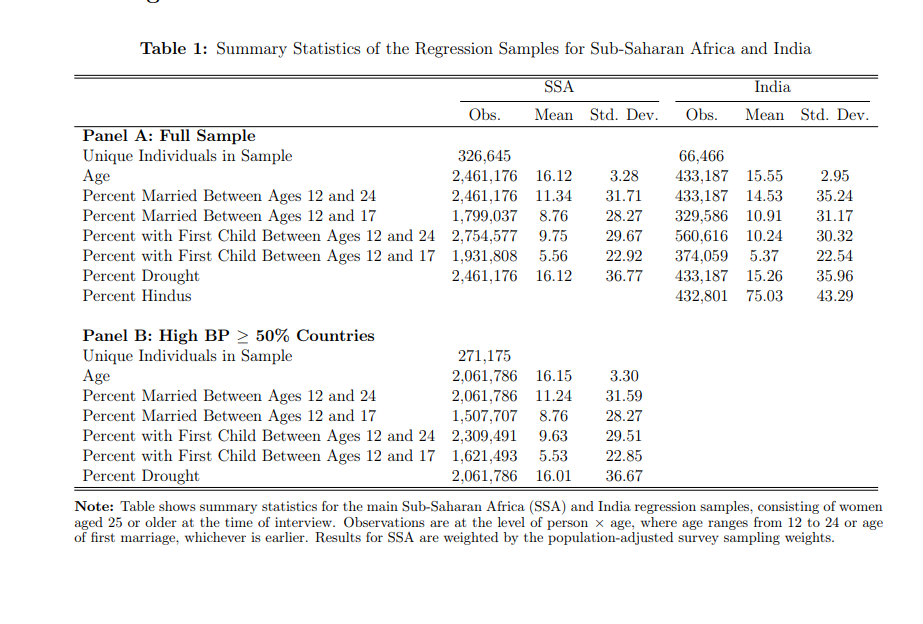 Table 1: Summary Statistics of the Regression Samples for Sub-Saharan Africa and India
SSA India
Obs. Mean Std. Dev. Obs. Mean Std. Dev.
Panel A: Full Sample
Unique Individuals in Sample 326,645 66,466
Age 2,461,176 16.12 3.28 433,187 15.55 2.95
Percent Married Between Ages 12 and 24 2,461,176 11.34 31.71 433,187 14.53 35.24
Percent Married Between Ages 12 and 17 1,799,037 8.76 28.27 329,586 10.91 31.17
Percent with First Child Between Ages 12 and 24 2,754,577 9.75 29.67 560,616 10.24 30.32
Percent with First Child Between Ages 12 and 17 1,931,808 5.56 22.92 374,059 5.37 22.54
Percent Drought 2,461,176 16.12 36.77 433,187 15.26 35.96
Percent Hindus 432,801 75.03 43.29
Panel B: High BP ≥ 50% Countries
Unique Individuals in Sample 271,175
Age 2,061,786 16.15 3.30
Percent Married Between Ages 12 and 24 2,061,786 11.24 31.59
Percent Married Between Ages 12 and 17 1,507,707 8.76 28.27
Percent with First Child Between Ages 12 and 24 2,309,491 9.63 29.51
Percent with First Child Between Ages 12 and 17 1,621,493 5.53 22.85
Percent Drought 2,061,786 16.01 36.67
Note: Table shows summary statistics for the main Sub-Saharan Africa (SSA) and India regression samples, consisting of women
aged 25 or older at the time of interview. Observations are at the level of person × age, where age ranges from 12 to 24 or age
of first marriage, whichever is earlier. Results for SSA are weighted by the population-adjusted survey sampling weights.